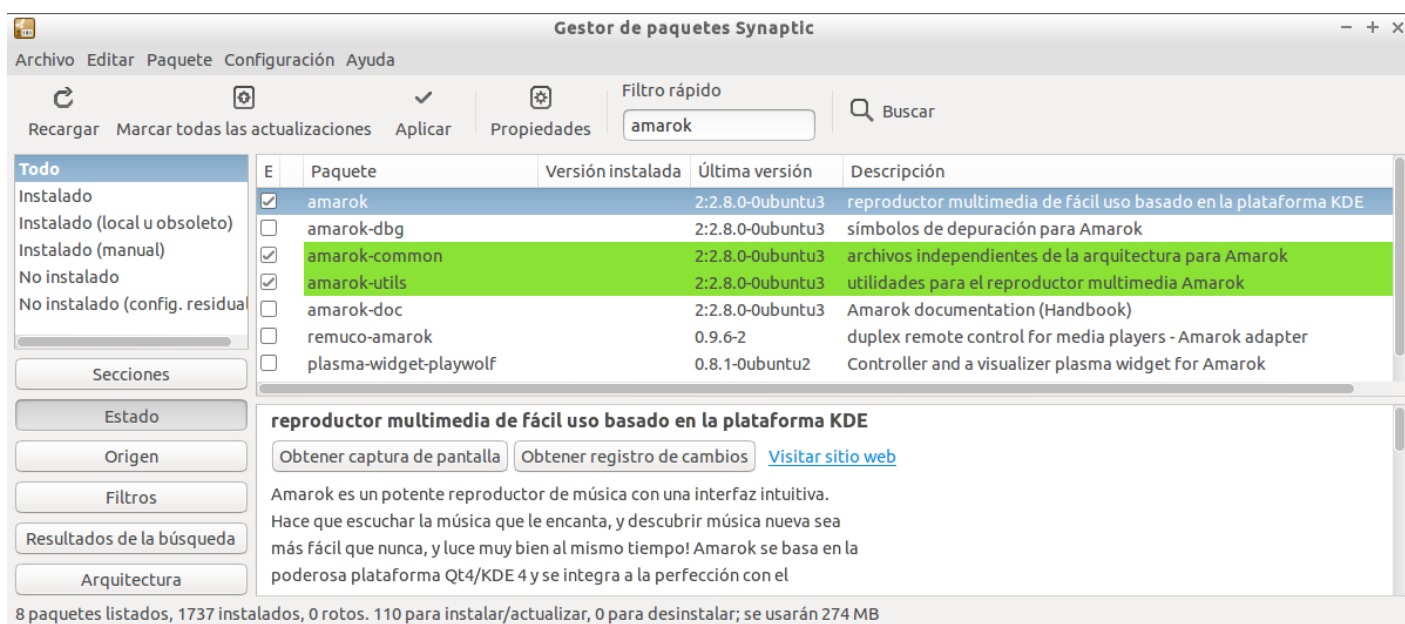 Gestor de paquetes Synaptic
Archivo Editar Paquete Configuración Ayuda
Recargar Marcar todas las actualizaciones Aplicar Propiedades
Filtro rápido
amarok
Buscar
Todo
Instalado
Instalado (local u obsoleto)
Instalado (manual)
No instalado
No instalado (config. residual
Secciones
Estado
Origen
Filtros
Resultados de la búsqueda
Arquitectura
E Paquete Versión instalada Última versión Descripción
amarok 2:2.8.0-0ubuntu3 reproductor multimedia de fácil uso basado en la plataforma KDE
amarok-dbg 2:2.8.0-0ubuntu3 símbolos de depuración para Amarok
amarok-common 2:2.8.0-0ubuntu3 archivos independientes de la arquitectura para Amarok
amarok-utils 2:2.8.0-0ubuntu3 utilidades para el reproductor multimedia Amarok
amarok-doc 2:2.8.0-0ubuntu3 Amarok documentation (Handbook)
remuco-amarok 0.9.6-2 duplex remote control for media players - Amarok adapter
plasma-widget-playwolf 0.8.1-0ubuntu2 Controller and a visualizer plasma widget for Amarok
reproductor multimedia de fácil uso basado en la plataforma KDE
Obtener captura de pantalla Obtener registro de cambios Visitar sitio web
Amarok es un potente reproductor de música con una interfaz intuitiva.
Hace que escuchar la música que le encanta, y descubrir música nueva sea
más fácil que nunca, y luce muy bien al mismo tiempo! Amarok se basa en la
poderosa plataforma Qt4/KDE 4 y se integra a la perfección con el
8 paquetes listados, 1737 instalados, 0 rotos. 110 para instalar/actualizar, 0 para desinstalar; se usarán 274 MB